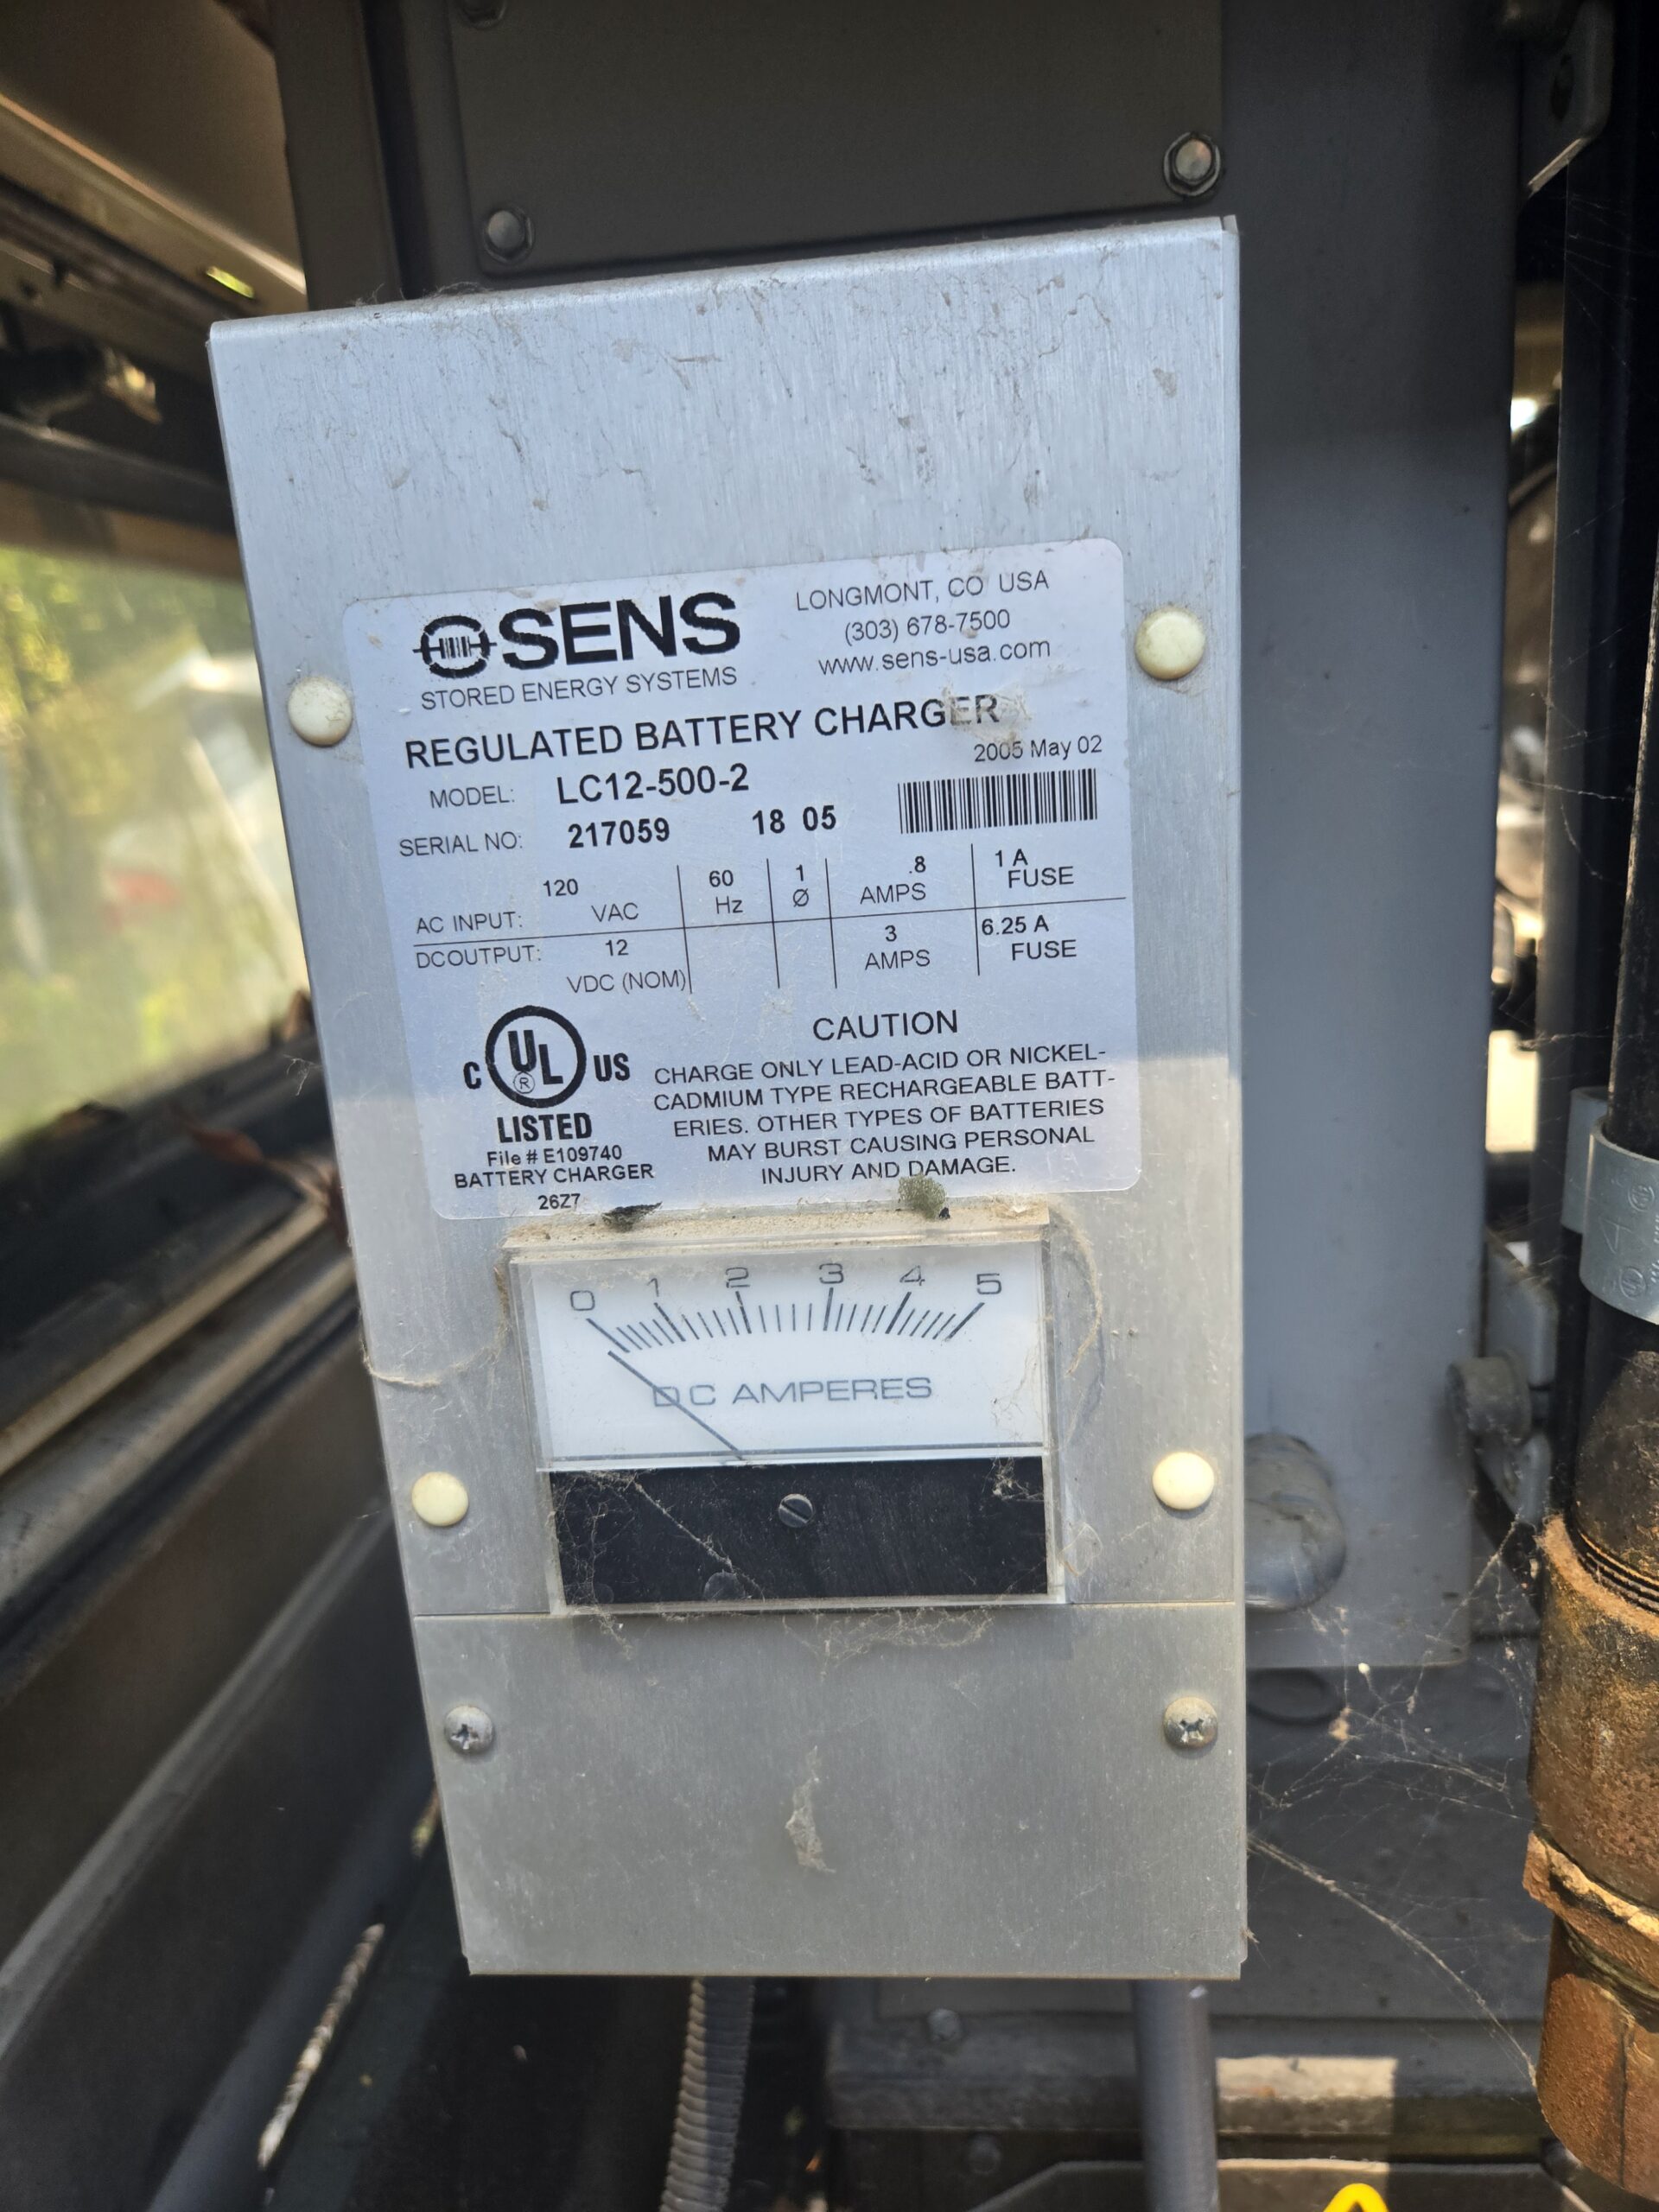 SENS
STORED ENERGY SYSTEMS
LONGMONT, CO USA
(303) 678-7500
www.sens-usa.com
REGULATED BATTERY CHARGER
2005 May 02
MODEL: LC12-500-2
SERIAL NO: 217059 18 05
AC INPUT: 120 VAC 60 Hz 1 Ø .8 AMPS 1 A FUSE
DCOUTPUT: 12 VDC (NOM) 3 AMPS 6.25 A FUSE
C UL ® US
LISTED
File # E109740
BATTERY CHARGER
26Z7
CAUTION
CHARGE ONLY LEAD-ACID OR NICKEL-
CADMIUM TYPE RECHARGEABLE BATT-
ERIES. OTHER TYPES OF BATTERIES
MAY BURST CAUSING PERSONAL
INJURY AND DAMAGE.
0 1 2 3 4 5
DC AMPERES